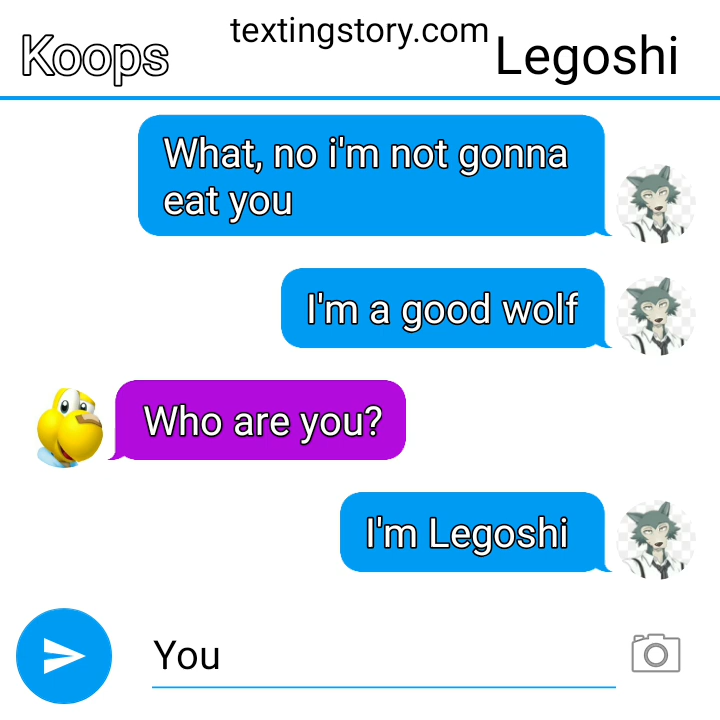 textingstory.com
Koops
Legoshi
What, no i'm not gonna
eat you
I'm a good wolf
Who are you?
I'm Legoshi
You